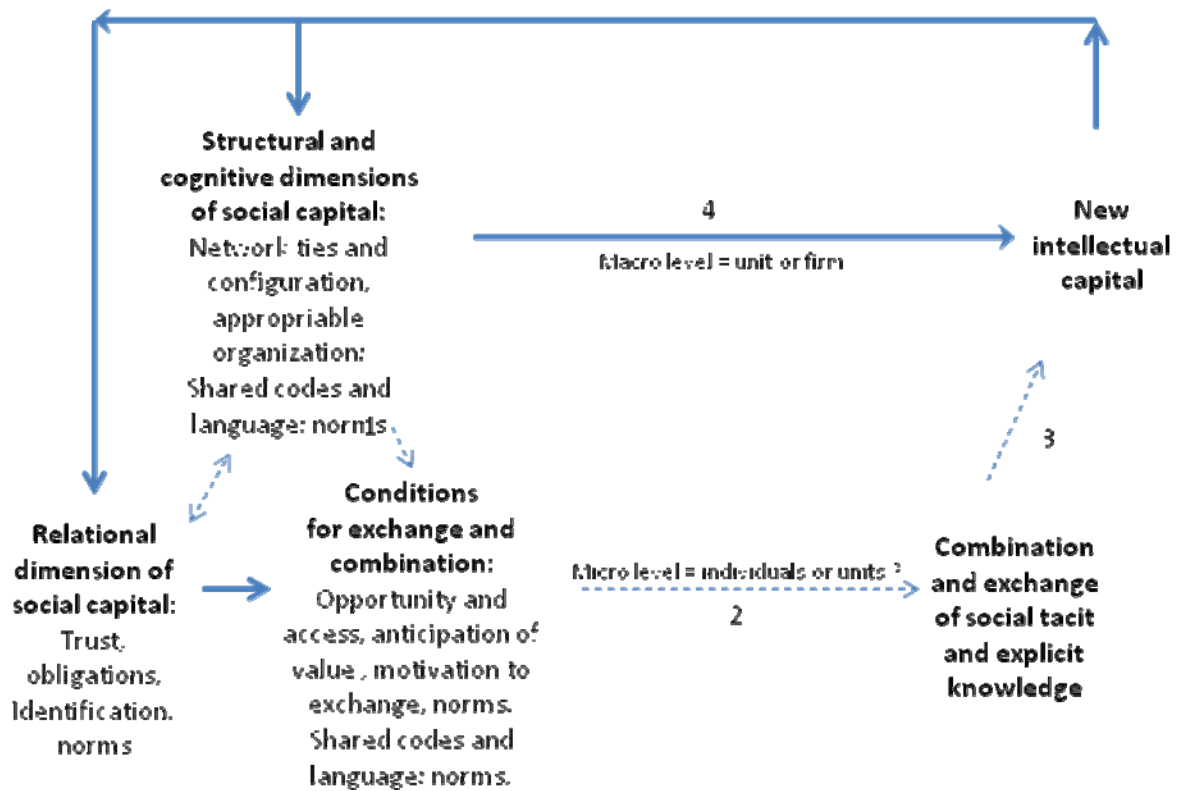 Structural and
cognitive dimensions
of social capital:
Network ties and
configuration,
appropriable
organization:
Shared codes and
language: norms
1
4
Macro level = unit or firm
New
intellectual
capital
3
Relational
dimension of
social capital:
Trust,
obligations,
Identification.
norms
Conditions
for exchange and
combination:
Opportunity and
access, anticipation of
value, motivation to
exchange, norms.
Shared codes and
language: norms.
Micro level = individuals or units
2
Combination
and exchange
of social tacit
and explicit
knowledge